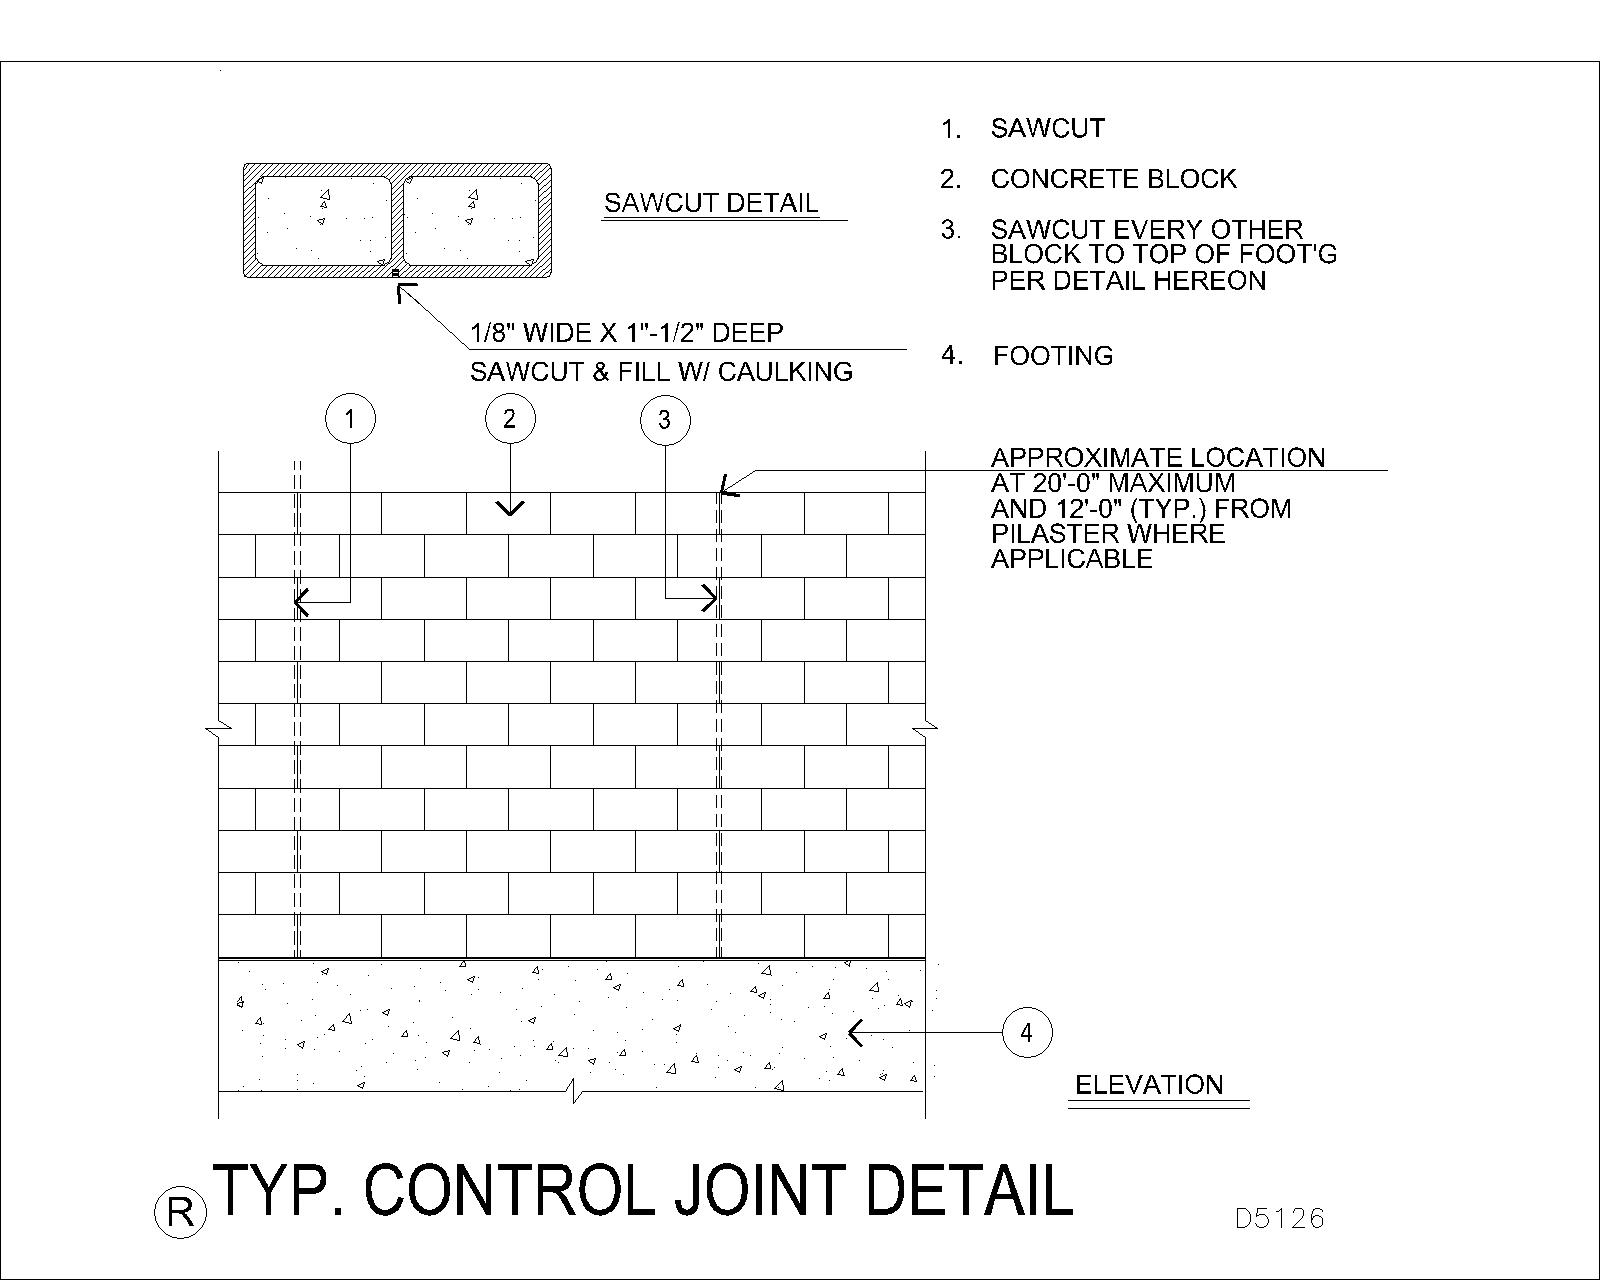 1. SAWCUT
2. CONCRETE BLOCK
3. SAWCUT EVERY OTHER
BLOCK TO TOP OF FOOT'G
PER DETAIL HEREON
4. FOOTING
SAWCUT DETAIL
1/8" WIDE X 1"-1/2" DEEP
SAWCUT & FILL W/ CAULKING
1
2
3
APPROXIMATE LOCATION
AT 20'-0" MAXIMUM
AND 12'-0" (TYP.) FROM
PILASTER WHERE
APPLICABLE
4
ELEVATION
R TYP. CONTROL JOINT DETAIL
D5126